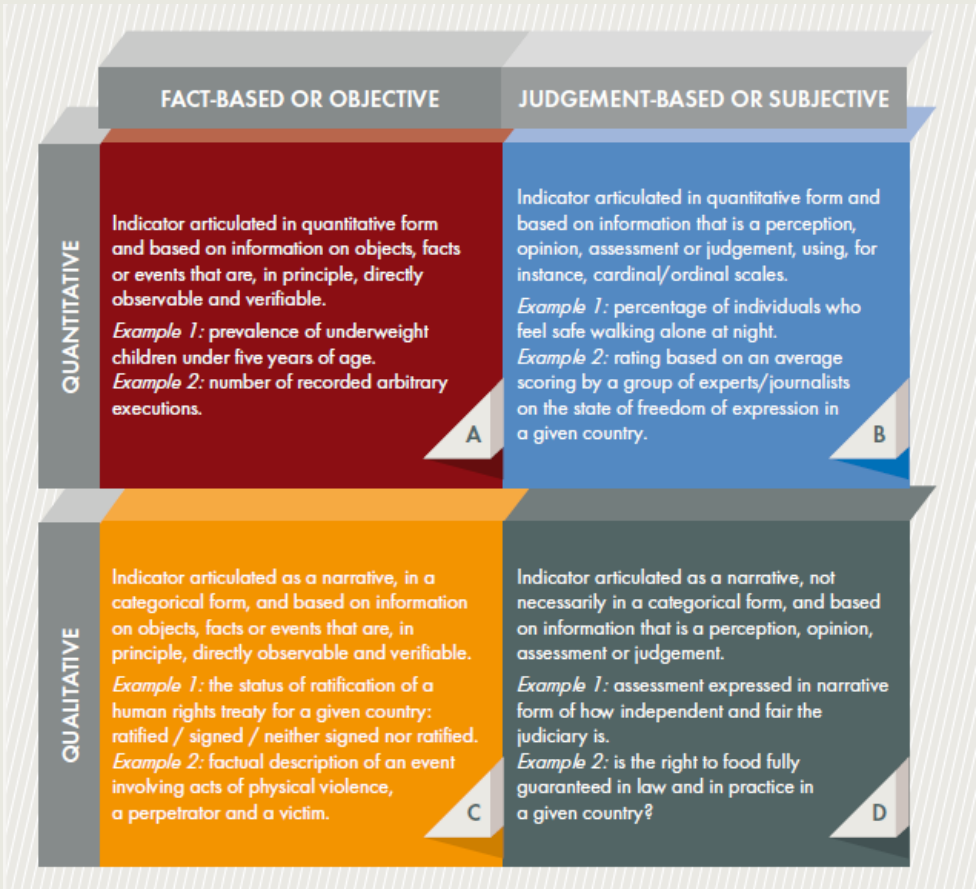 FACT-BASED OR OBJECTIVE
JUDGEMENT-BASED OR SUBJECTIVE
QUANTITATIVE
Indicator articulated in quantitative form
and based on information on objects, facts
or events that are, in principle, directly
observable and verifiable.
Example 1: prevalence of underweight
children under five years of age.
Example 2: number of recorded arbitrary
executions.
A
Indicator articulated in quantitative form and
based on information that is a perception,
opinion, assessment or judgement, using, for
instance, cardinal/ordinal scales.
Example 1: percentage of individuals who
feel safe walking alone at night.
Example 2: rating based on an average
scoring by a group of experts/journalists
on the state of freedom of expression in
a given country.
B
QUALITATIVE
Indicator articulated as a narrative, in a
categorical form, and based on information
on objects, facts or events that are, in
principle, directly observable and verifiable.
Example 1: the status of ratification of a
human rights treaty for a given country:
ratified / signed / neither signed nor ratified.
Example 2: factual description of an event
involving acts of physical violence,
a perpetrator and a victim.
C
Indicator articulated as a narrative, not
necessarily in a categorical form, and based
on information that is a perception, opinion,
assessment or judgement.
Example 1: assessment expressed in narrative
form of how independent and fair the
judiciary is.
Example 2: is the right to food fully
guaranteed in law and in practice in
a given country?
D